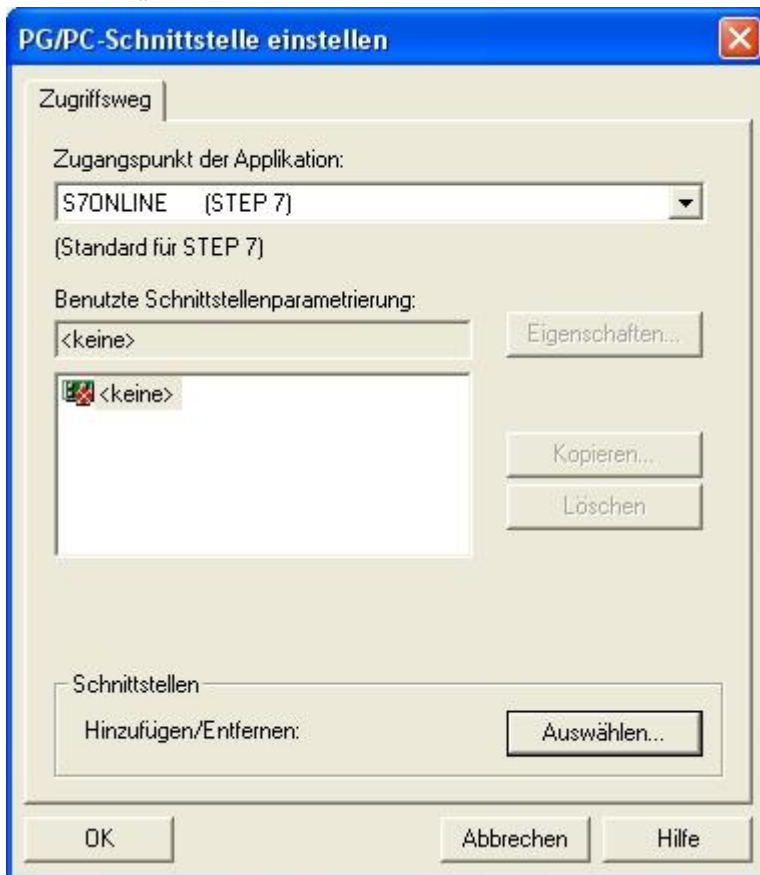 PG/PC-Schnittstelle einstellen
Zugriffsweg
Zugangspunkt der Applikation:
S7ONLINE (STEP 7)
(Standard für STEP 7)
Benutzte Schnittstellenparametrierung:
<keine>
Eigenschaften...
<keine>
Kopieren...
Löschen
Schnittstellen
Hinzufügen/Entfernen:
Auswählen...
OK
Abbrechen
Hilfe